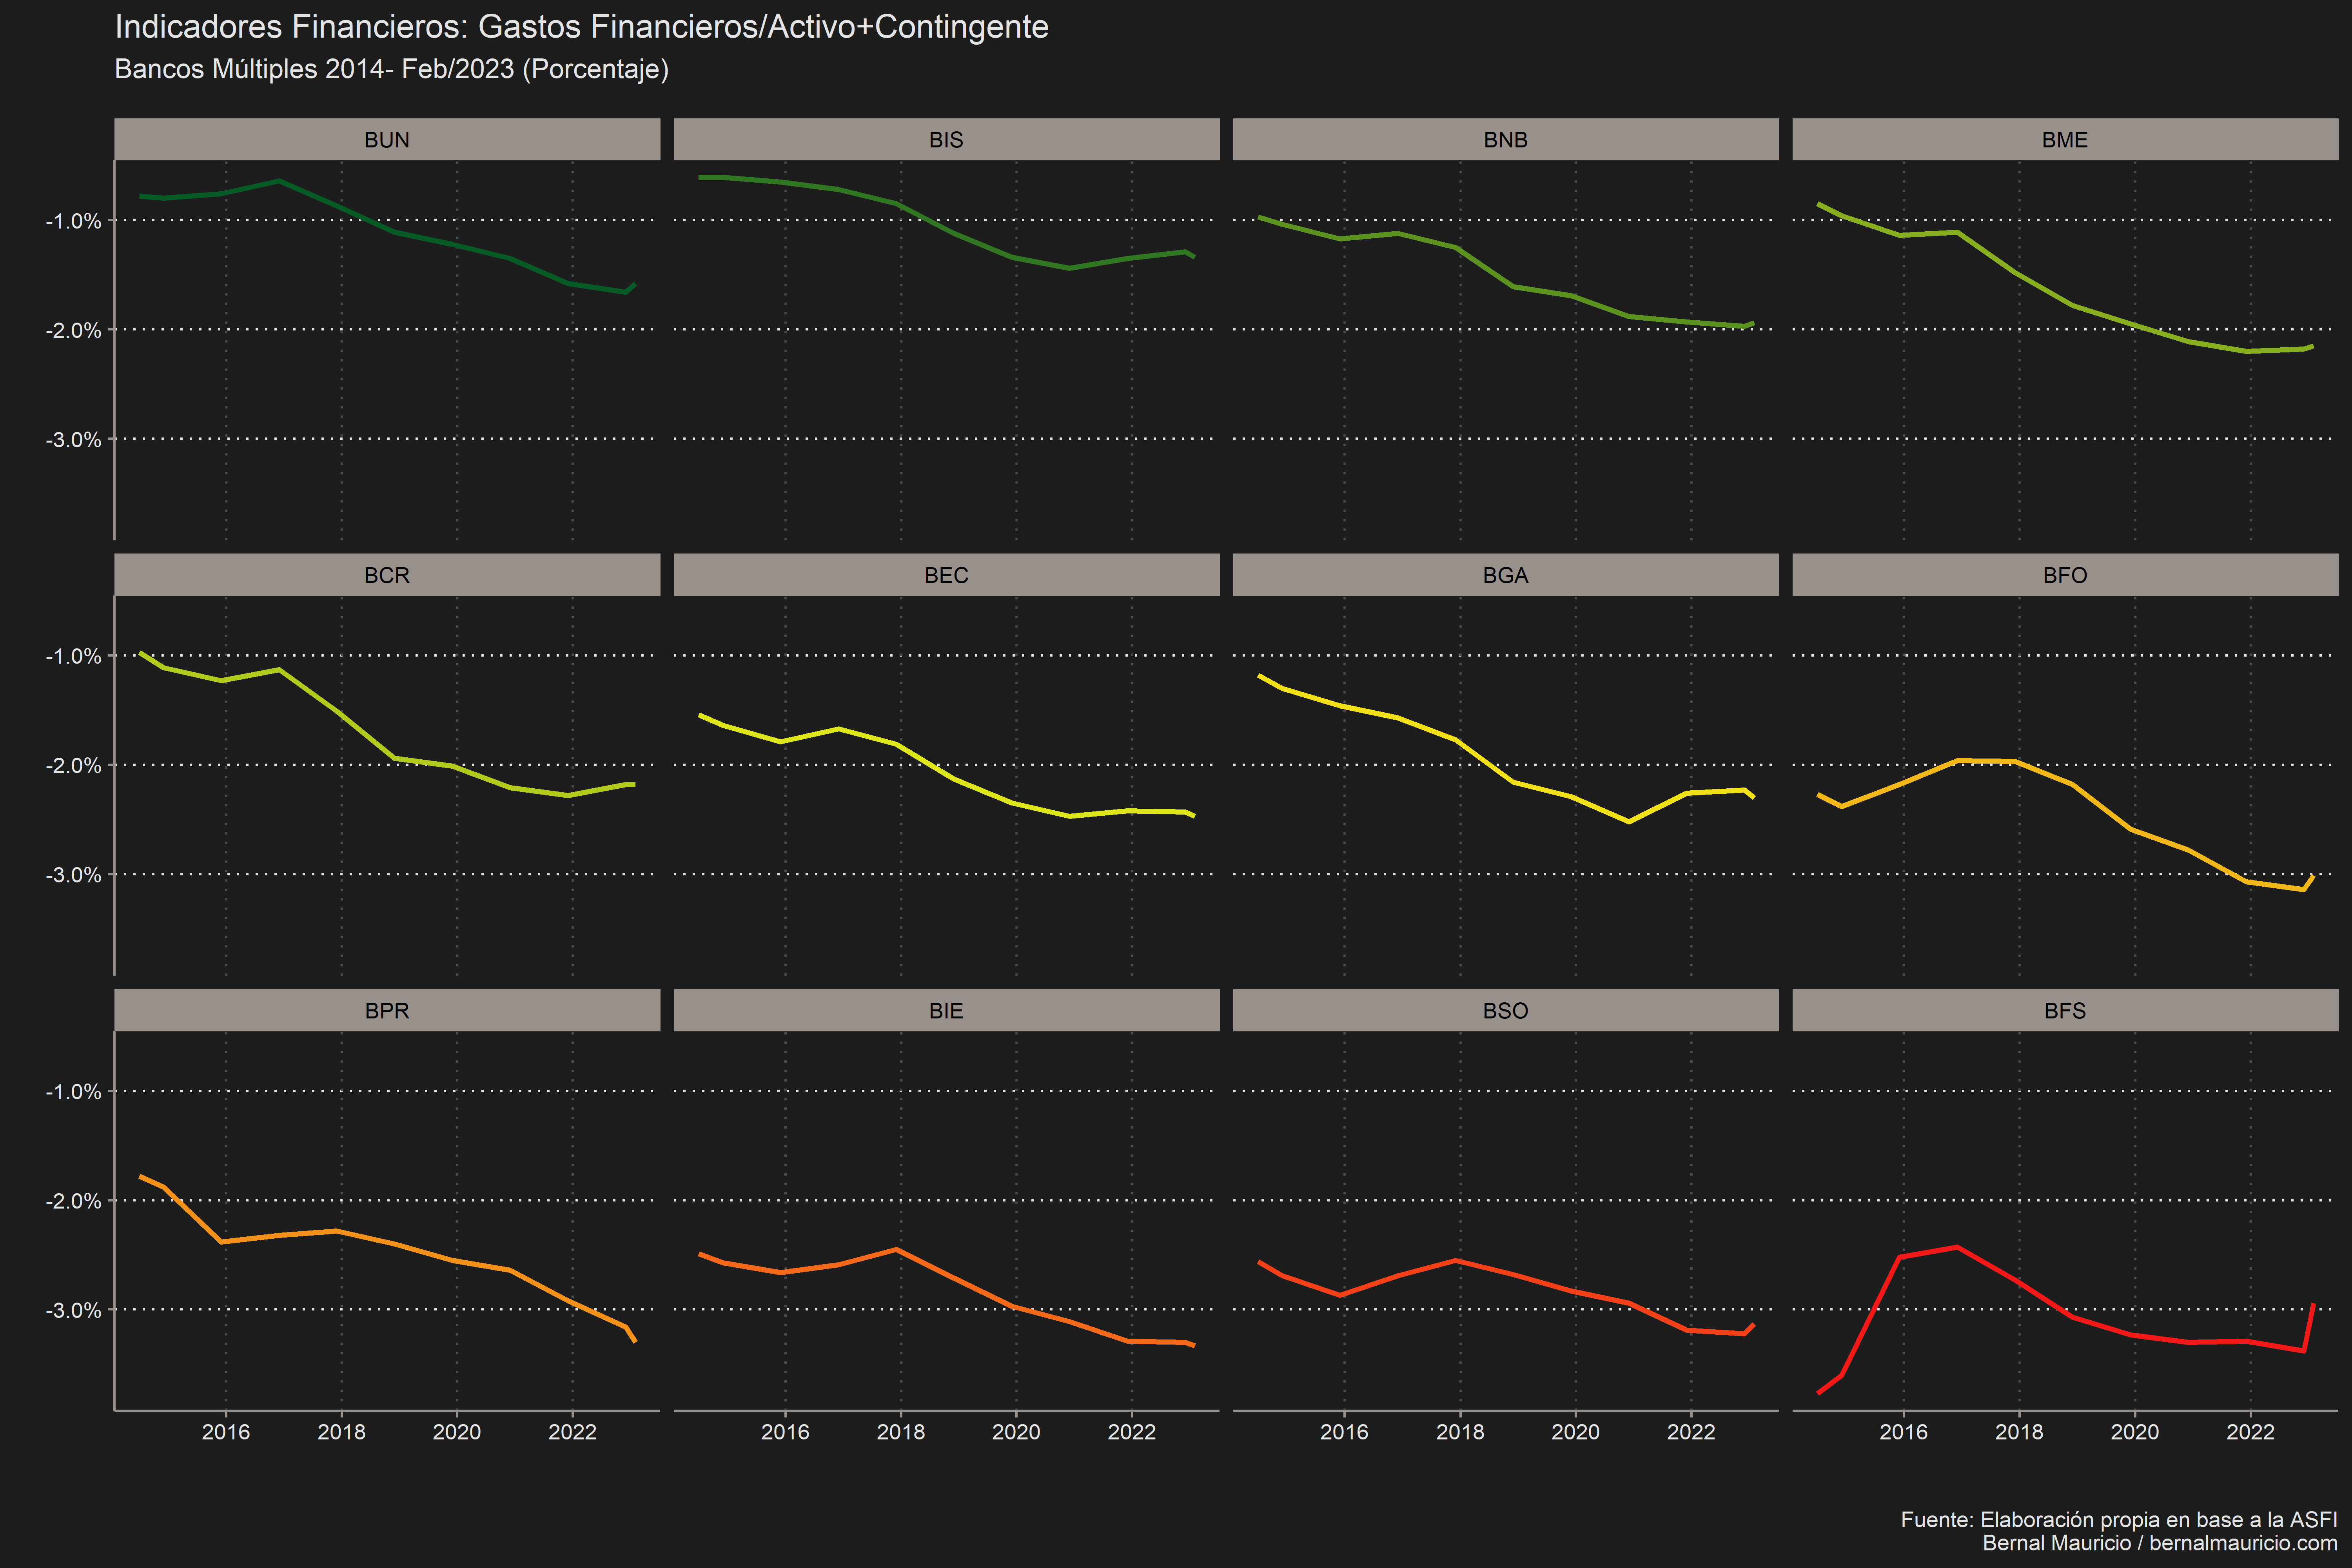 Indicadores Financieros: Gastos Financieros/Activo+Contingente
Bancos Múltiples 2014- Feb/2023 (Porcentaje)
BUN BIS BNB BME
-1.0%
-2.0%
-3.0%
BCR BEC BGA BFO
-1.0%
-2.0%
-3.0%
BPR BIE BSO BFS
-1.0%
-2.0%
-3.0%
2016 2018 2020 2022 2016 2018 2020 2022 2016 2018 2020 2022 2016 2018 2020 2022
Fuente: Elaboración propia en base a la ASFI
Bernal Mauricio / bernalmauricio.com